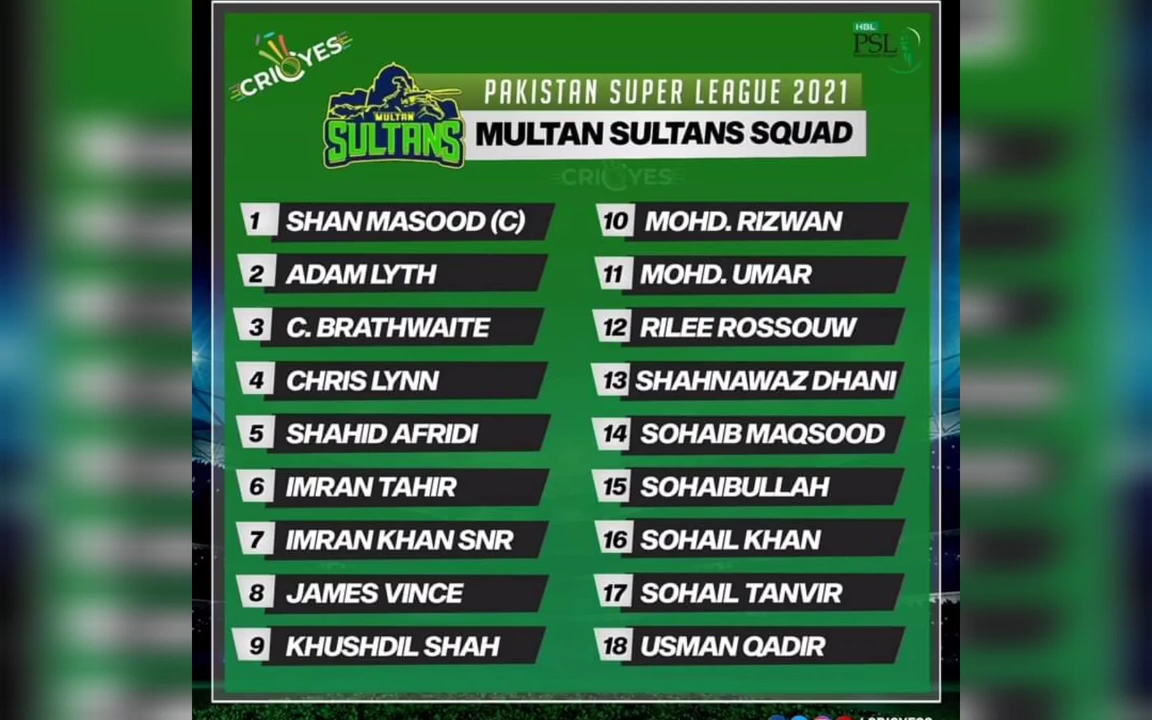 CRICYES
HBL
PSL
PAKISTAN SUPER LEAGUE 2021
MULTAN
SULTANS
MULTAN SULTANS SQUAD
CRICYES
1 SHAN MASOOD (C)
2 ADAM LYTH
3 C. BRATHWAITE
4 CHRIS LYNN
5 SHAHID AFRIDI
6 IMRAN TAHIR
7 IMRAN KHAN SNR
8 JAMES VINCE
9 KHUSHDIL SHAH
10 MOHD. RIZWAN
11 MOHD. UMAR
12 RILEE ROSSOUW
13 SHAHNAWAZ DHANI
14 SOHAIB MAQSOOD
15 SOHAIBULLAH
16 SOHAIL KHAN
17 SOHAIL TANVIR
18 USMAN QADIR